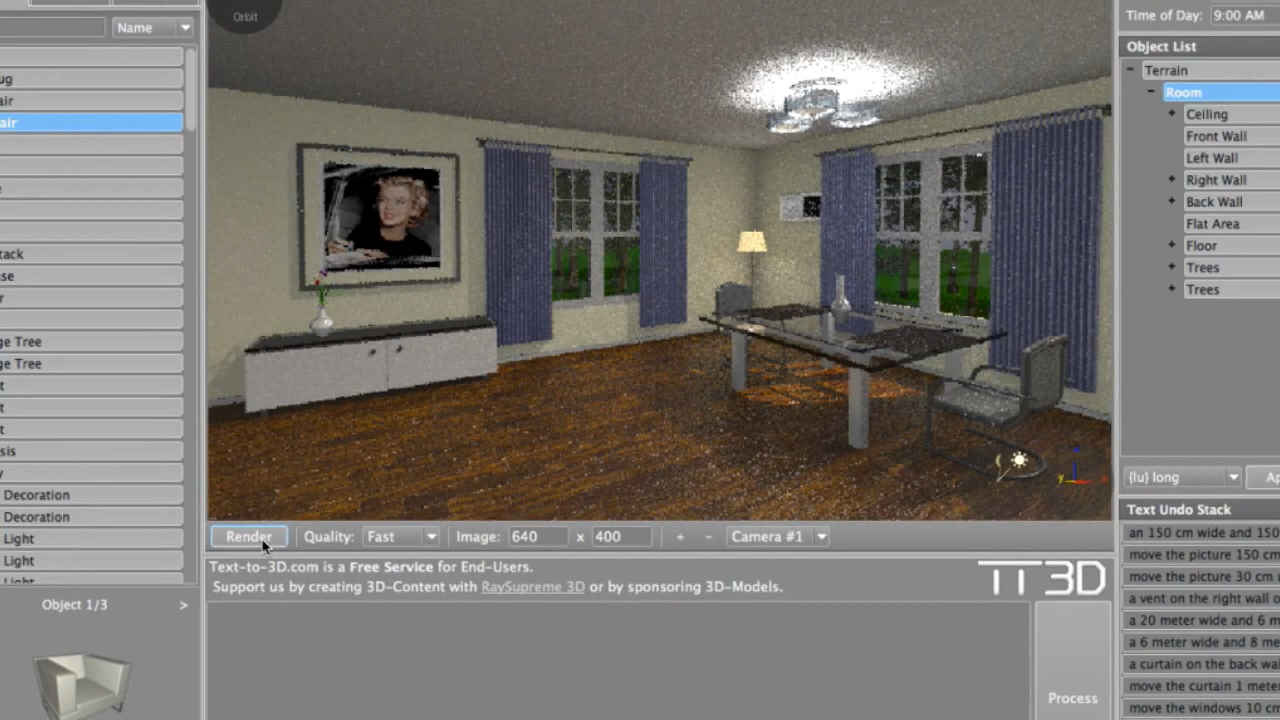 Orbit
Name
ug
air
air
e
tack
se
r
ge Tree
ge Tree
t
t
t
sis
y
Decoration
Decoration
Light
Light
Light
Object 1/3 >
Render Quality: Fast Image: 640 x 400 + - Camera #1
Text-to-3D.com is a Free Service for End-Users.
Support us by creating 3D-Content with RaySupreme 3D or by sponsoring 3D-Models.
TT3D
Process
y
Time of Day: 9:00 AM
Object List
- Terrain
- Room
+ Ceiling
Front Wall
Left Wall
+ Right Wall
+ Back Wall
Flat Area
+ Floor
+ Trees
+ Trees
{lu} long
Ap
Text Undo Stack
an 150 cm wide and 150
move the picture 150 cm
move the picture 30 cm
a vent on the right wall o
a 20 meter wide and 6 m
a 6 meter wide and 8 me
a curtain on the back wal
move the curtain 1 meter
move the windows 10 cm